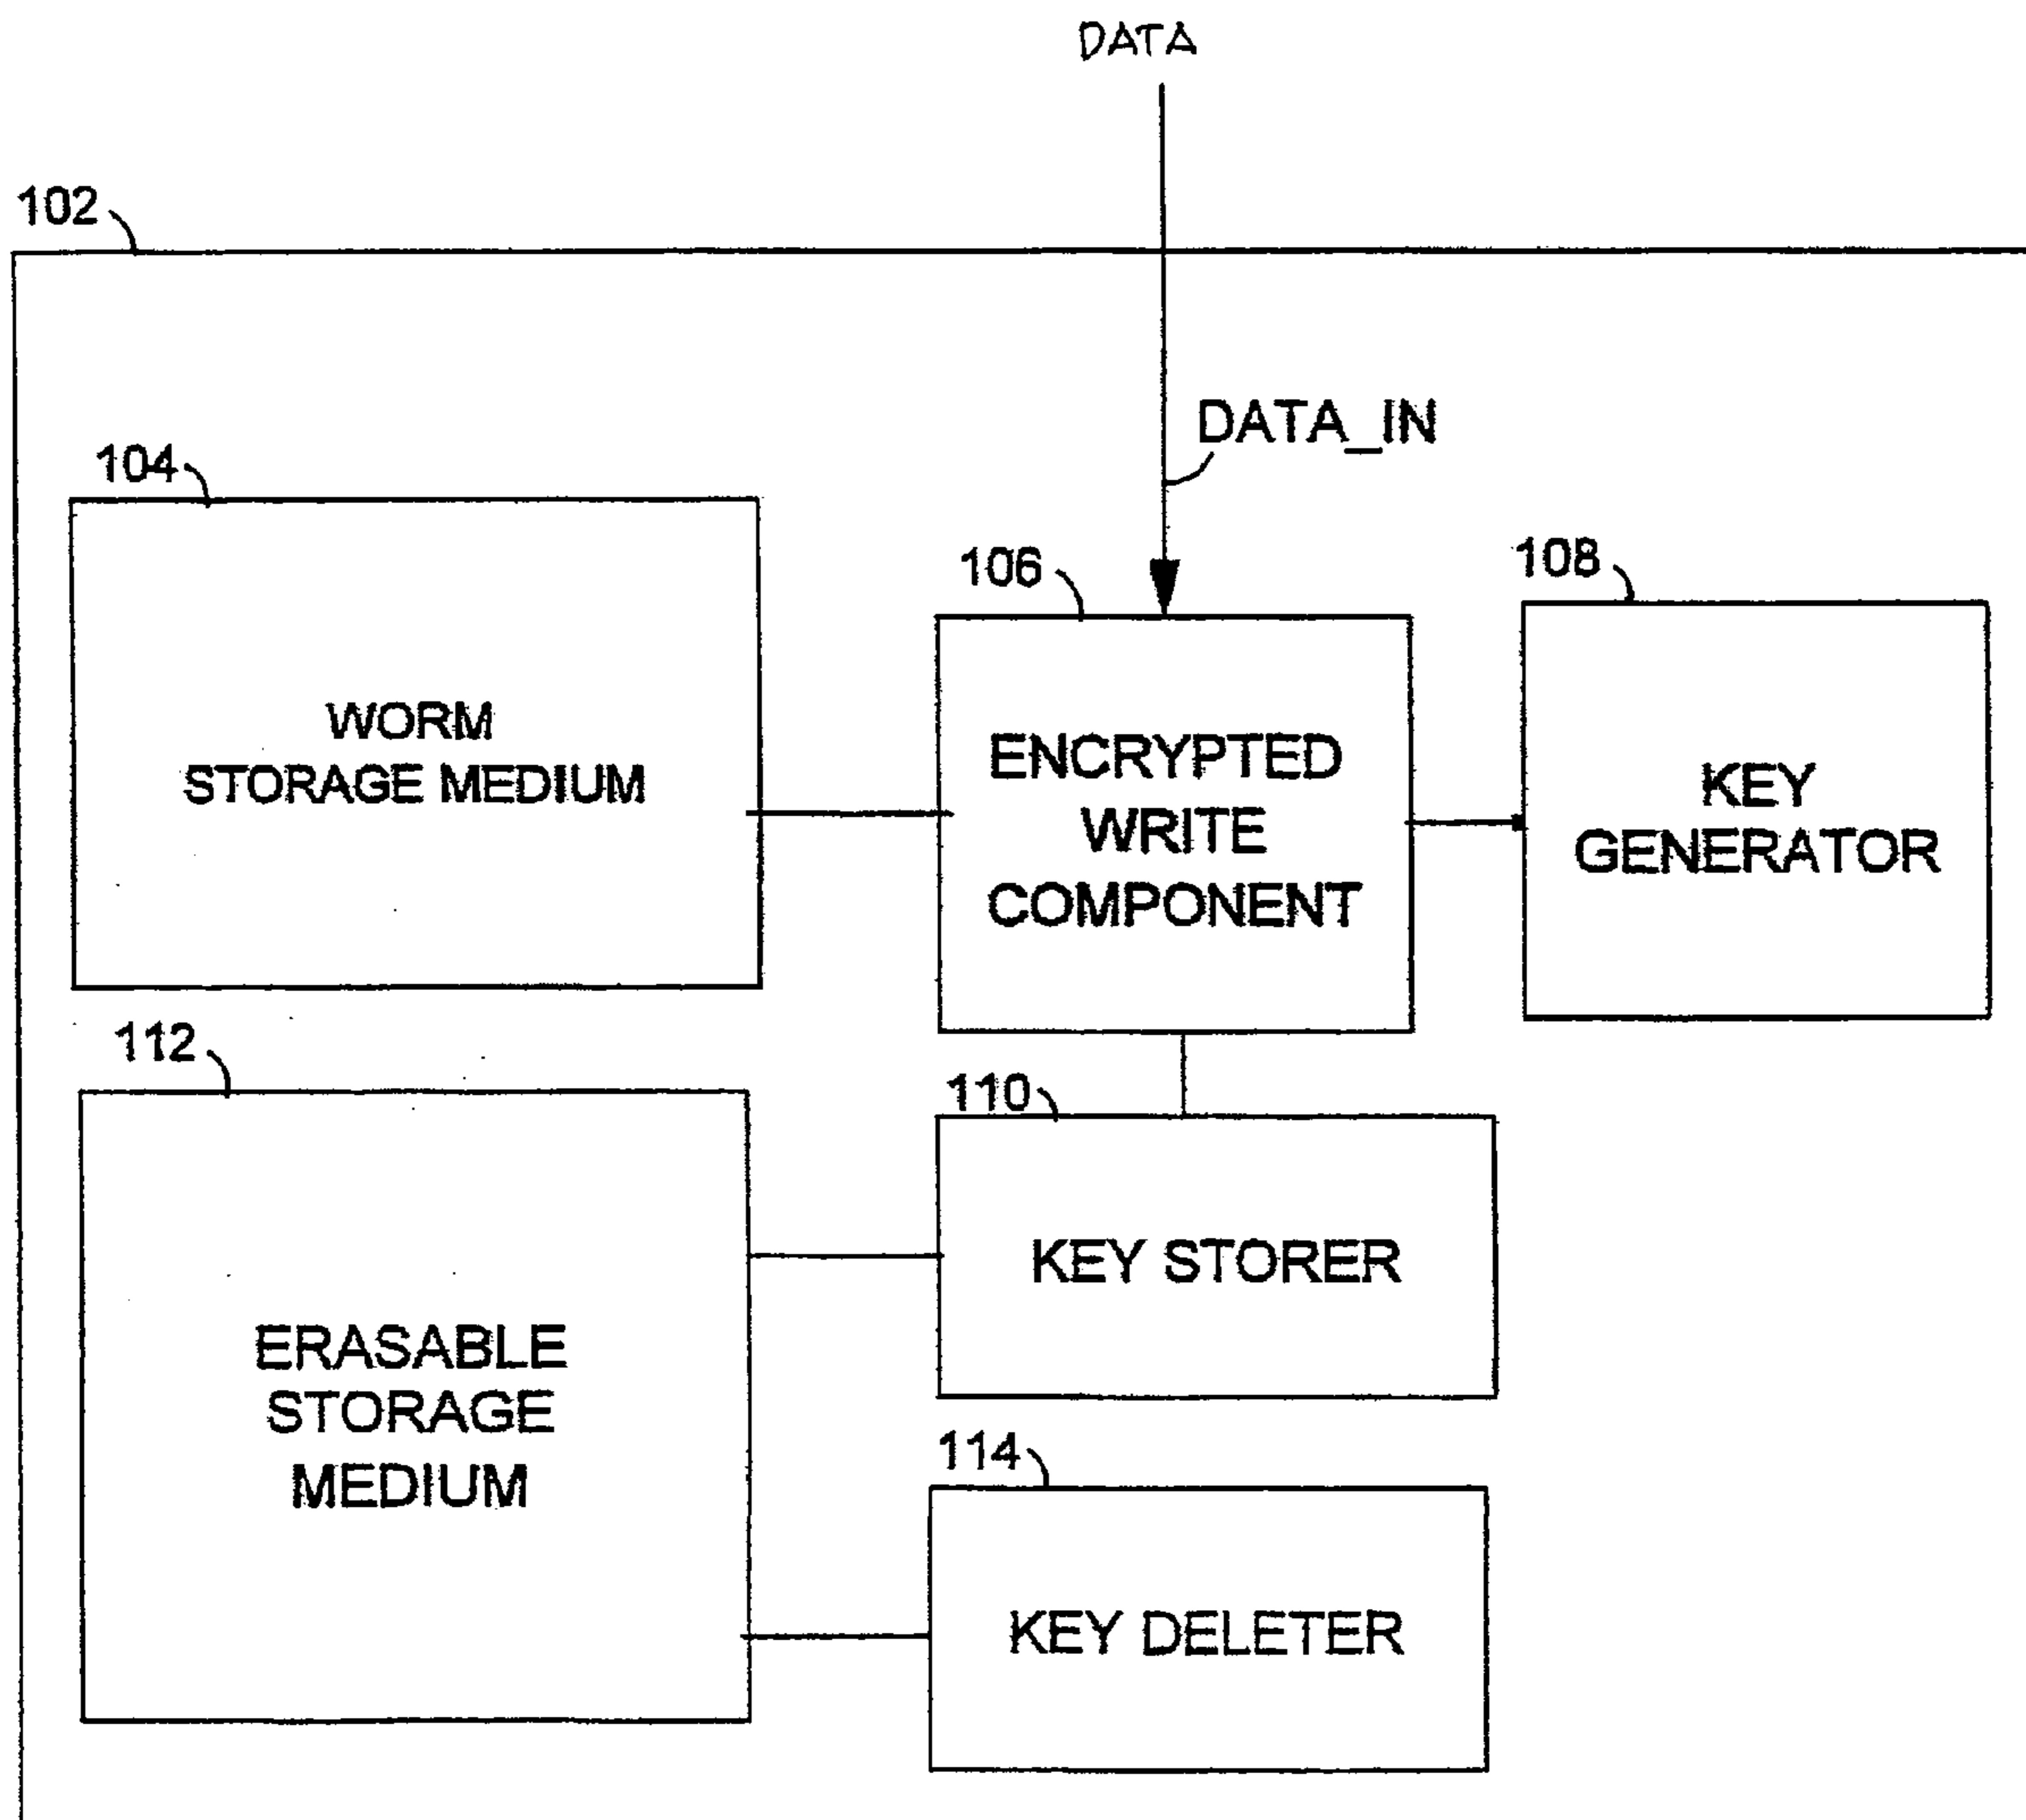 DATA
102
DATA_IN
104
106
108
WORM
STORAGE MEDIUM
ENCRYPTED
WRITE
COMPONENT
KEY
GENERATOR
112
110
KEY STORER
ERASABLE
STORAGE
MEDIUM
114
KEY DELETER